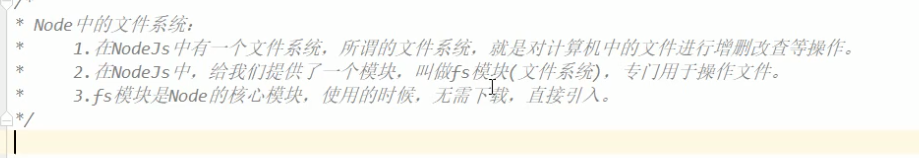 /*
* Node中的文件系统：
* 1.在NodeJs中有一个文件系统，所谓的文件系统，就是对计算机中的文件进行增删改查等操作。
* 2.在NodeJs中，给我们提供了一个模块，叫做fs模块(文件系统)，专门用于操作文件。
* 3.fs模块是Node的核心模块，使用的时候，无需下载，直接引入。
*/